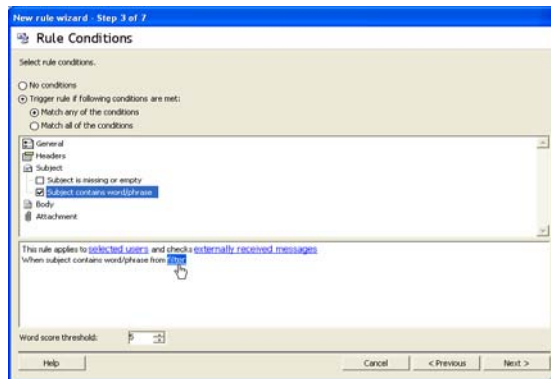 New rule wizard - Step 3 of 7
Rule Conditions
Select rule conditions.
No conditions
Trigger rule if following conditions are met:
Match any of the conditions
Match all of the conditions
General
Headers
Subject
Subject is missing or empty
Subject contains word/phrase
Body
Attachment
This rule applies to selected users and checks externally received messages
When subject contains word/phrase from filter
Word score threshold: 5
Help Cancel < Previous Next >